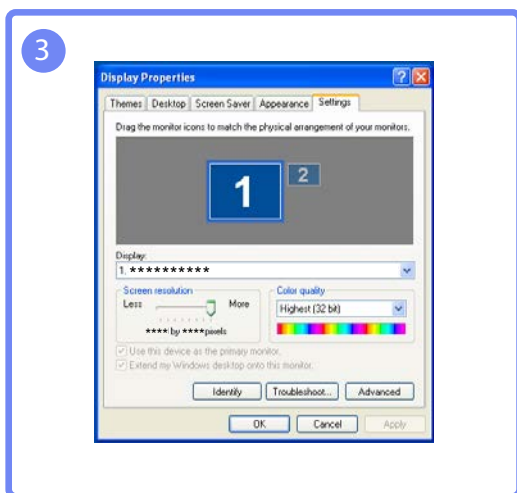 3
Display Properties
Themes Desktop Screen Saver Appearance Settings
Drag the monitor icons to match the physical arrangement of your monitors.
1 2
Display:
1. **********
Screen resolution
Less More
**** by **** pixels
Color quality
Highest (32 bit)
Use this device as the primary monitor.
Extend my Windows desktop onto this monitor.
Identify Troubleshoot... Advanced
OK Cancel Apply